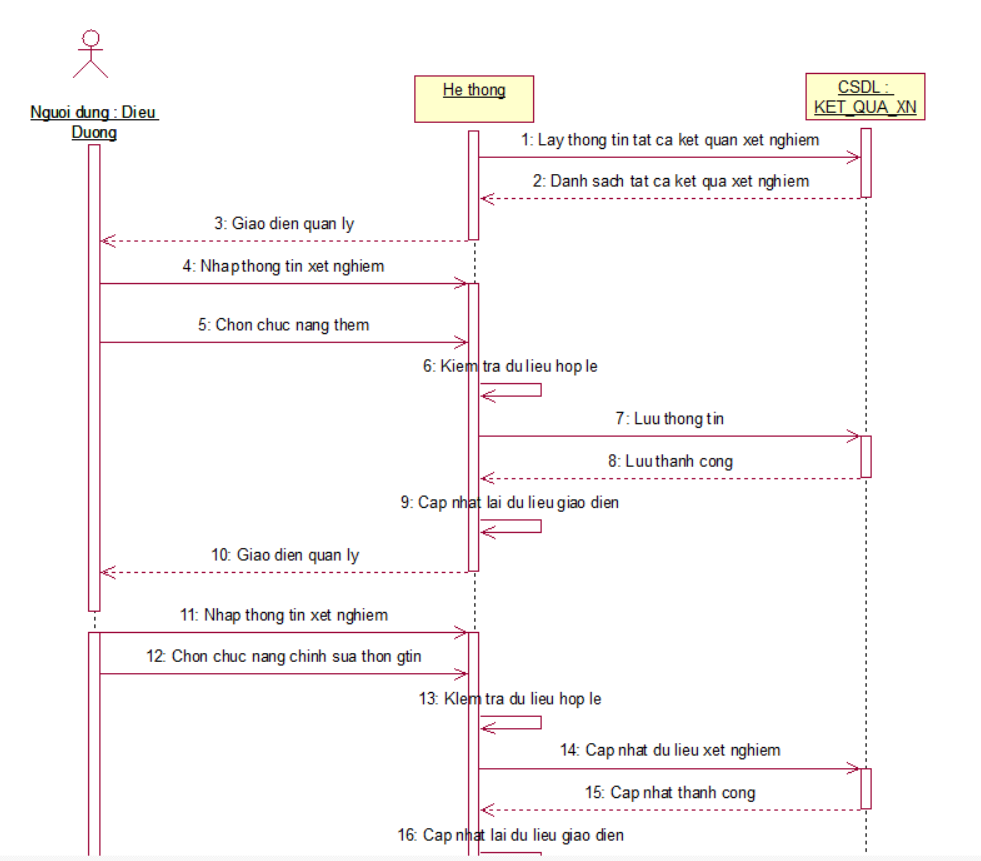 Nguoi dung : Dieu
Duong
He thong
CSDL :
KET_QUA_XN
1: Lay thong tin tat ca ket quan xet nghiem
2: Danh sach tat ca ket qua xet nghiem
3: Giao dien quan ly
4: Nhap thong tin xet nghiem
5: Chon chuc nang them
6: Kiem tra du lieu hop le
7: Luu thong tin
8: Luu thanh cong
9: Cap nhat lai du lieu giao dien
10: Giao dien quan ly
11: Nhap thong tin xet nghiem
12: Chon chuc nang chinh sua thon gtin
13: KIem tra du lieu hop le
14: Cap nhat du lieu xet nghiem
15: Cap nhat thanh cong
16: Cap nhat lai du lieu giao dien